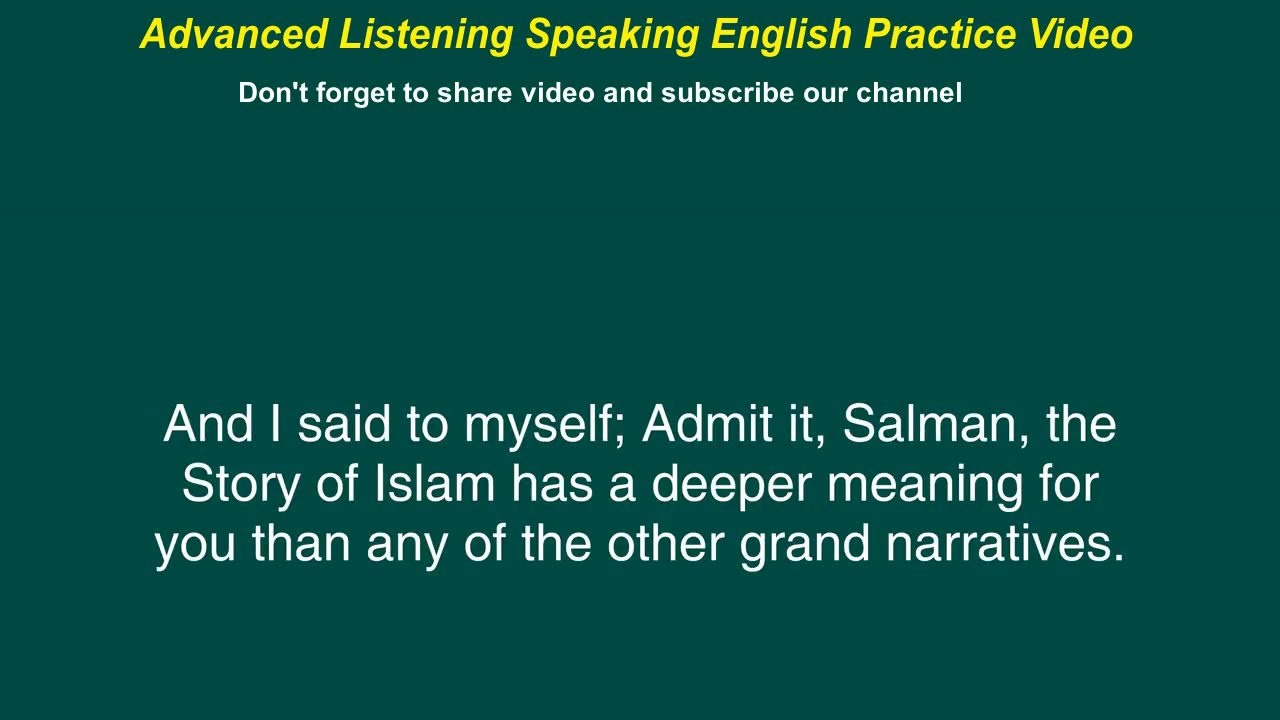 Advanced Listening Speaking English Practice Video
Don't forget to share video and subscribe our channel
And I said to myself; Admit it, Salman, the
Story of Islam has a deeper meaning for
you than any of the other grand narratives.